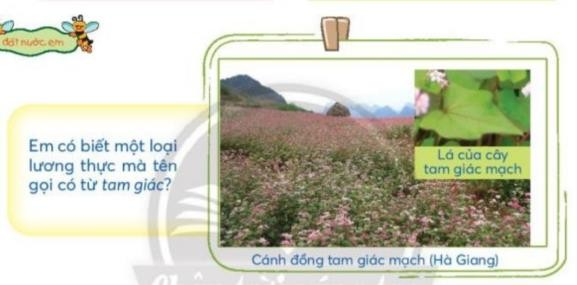 đất nước em
Em có biết một loại
lương thực mà tên
gọi có từ tam giác?
Lá của cây
tam giác mạch
Cánh đồng tam giác mạch (Hà Giang)